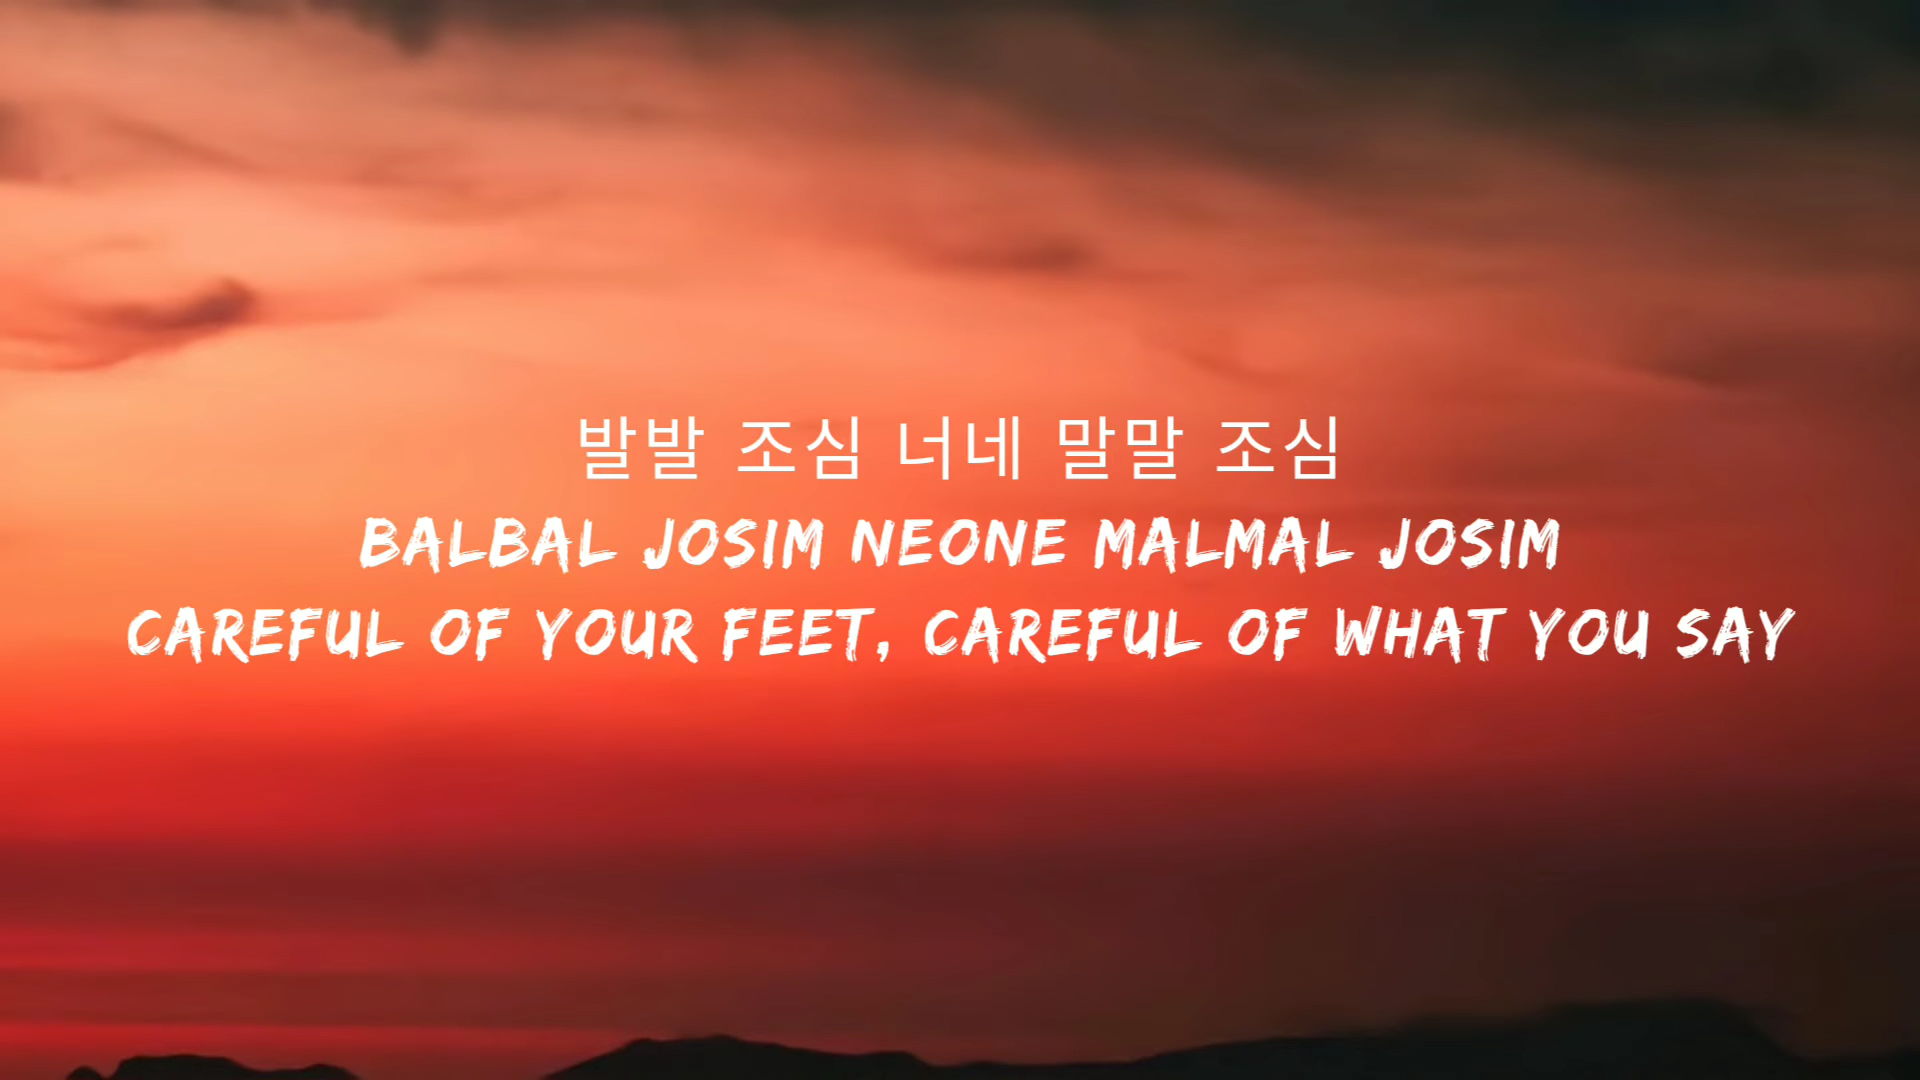 발발 조심 너네 말말 조심
BALBAL JOSIM NEONE MALMAL JOSIM
CAREFUL OF YOUR FEET, CAREFUL OF WHAT YOU SAY